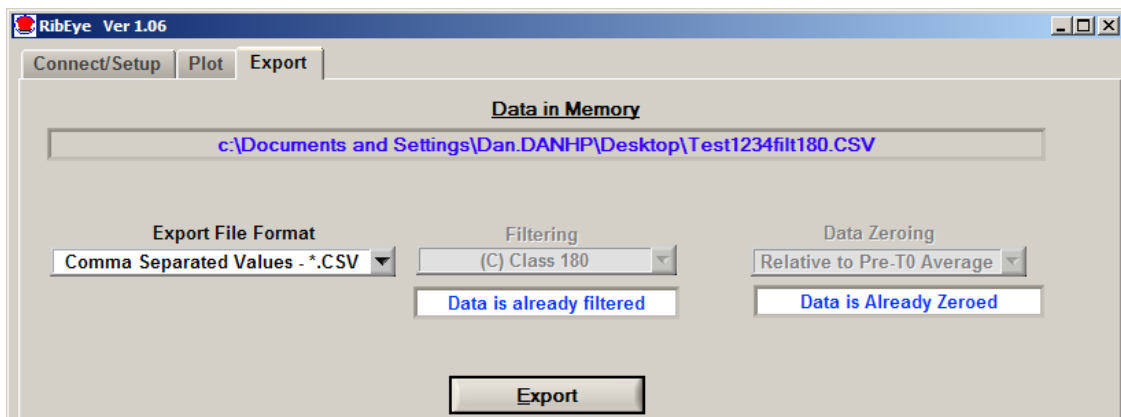 RibEye Ver 1.06
Connect/Setup Plot Export
Data in Memory
c:\Documents and Settings\Dan.DANHP\Desktop\Test1234filt180.CSV
Export File Format Filtering Data Zeroing
Comma Separated Values - *.CSV (C) Class 180 Relative to Pre-T0 Average
Data is already filtered Data is Already Zeroed
Export